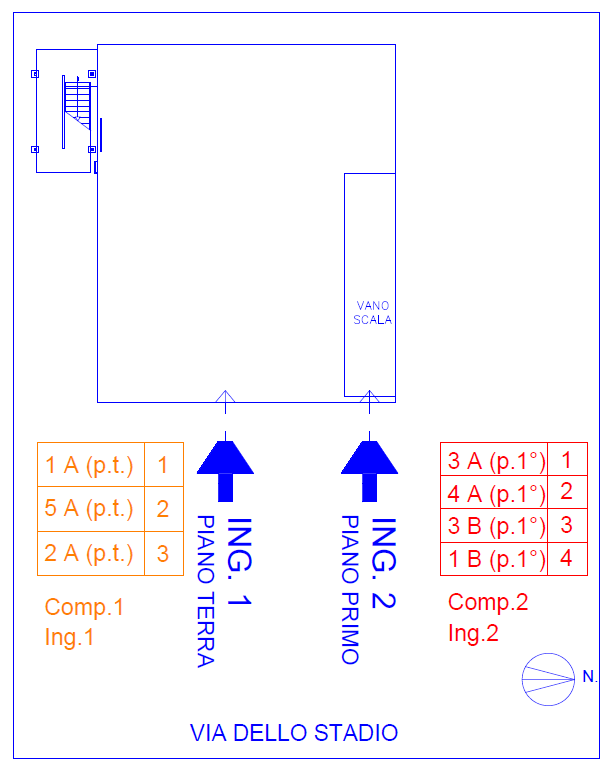 VANO
SCALA
1 A (p.t.) 1
5 A (p.t.) 2
2 A (p.t.) 3
Comp.1
Ing.1
ING. 1
PIANO TERRA
ING. 2
PIANO PRIMO
3 A (p.1°) 1
4 A (p.1°) 2
3 B (p.1°) 3
1 B (p.1°) 4
Comp.2
Ing.2
N.
VIA DELLO STADIO